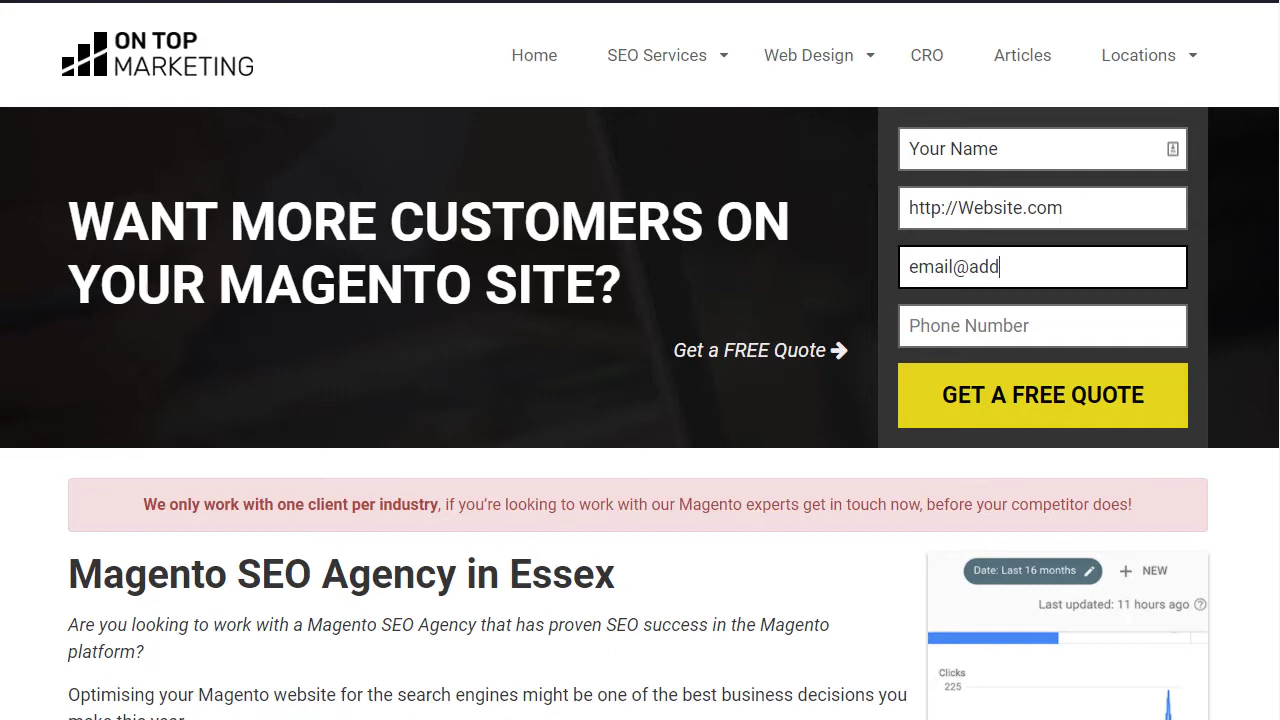 ON TOP
MARKETING
Home SEO Services Web Design CRO Articles Locations
WANT MORE CUSTOMERS ON
YOUR MAGENTO SITE?
Get a FREE Quote
Your Name
http://Website.com
email@add
Phone Number
GET A FREE QUOTE
We only work with one client per industry, if you’re looking to work with our Magento experts get in touch now, before your competitor does!
Magento SEO Agency in Essex
Are you looking to work with a Magento SEO Agency that has proven SEO success in the Magento
platform?
Optimising your Magento website for the search engines might be one of the best business decisions you
make this year.
Date: Last 16 months
+ NEW
Last updated: 11 hours ago
Clicks
225